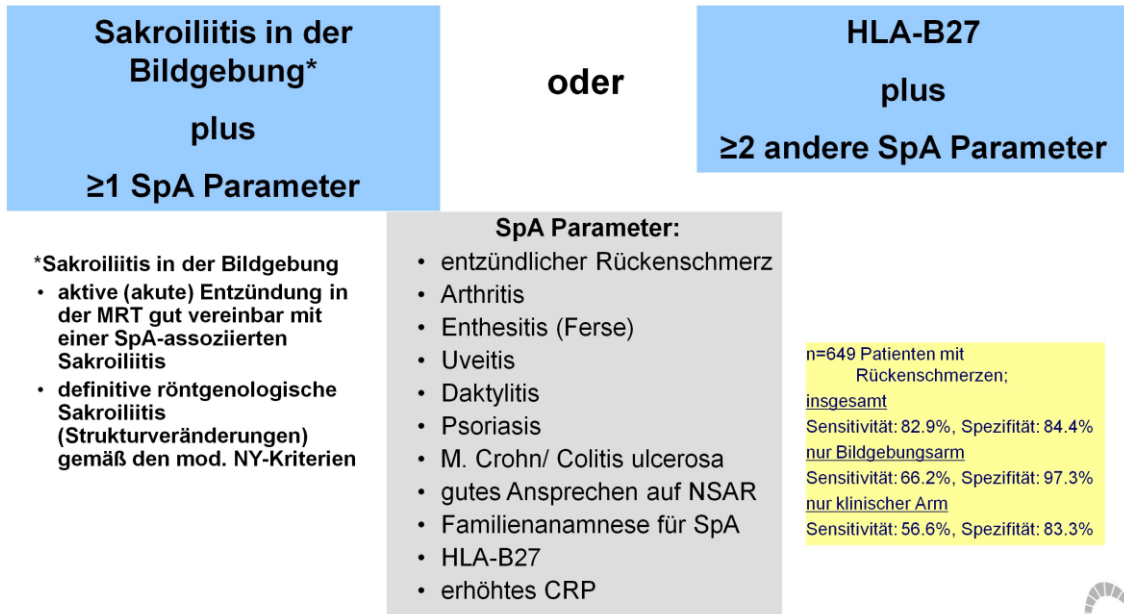 Sakroiliitis in der
Bildgebung*
plus
≥1 SpA Parameter
oder
HLA-B27
plus
≥2 andere SpA Parameter
*Sakroiliitis in der Bildgebung
• aktive (akute) Entzündung in
der MRT gut vereinbar mit
einer SpA-assoziierten
Sakroiliitis
• definitive röntgenologische
Sakroiliitis
(Strukturveränderungen)
gemäß den mod. NY-Kriterien
SpA Parameter:
• entzündlicher Rückenschmerz
• Arthritis
• Enthesitis (Ferse)
• Uveitis
• Daktylitis
• Psoriasis
• M. Crohn/ Colitis ulcerosa
• gutes Ansprechen auf NSAR
• Familienanamnese für SpA
• HLA-B27
• erhöhtes CRP
n=649 Patienten mit
Rückenschmerzen;
insgesamt
Sensitivität: 82.9%, Spezifität: 84.4%
nur Bildgebungsarm
Sensitivität: 66.2%, Spezifität: 97.3%
nur klinischer Arm
Sensitivität: 56.6%, Spezifität: 83.3%